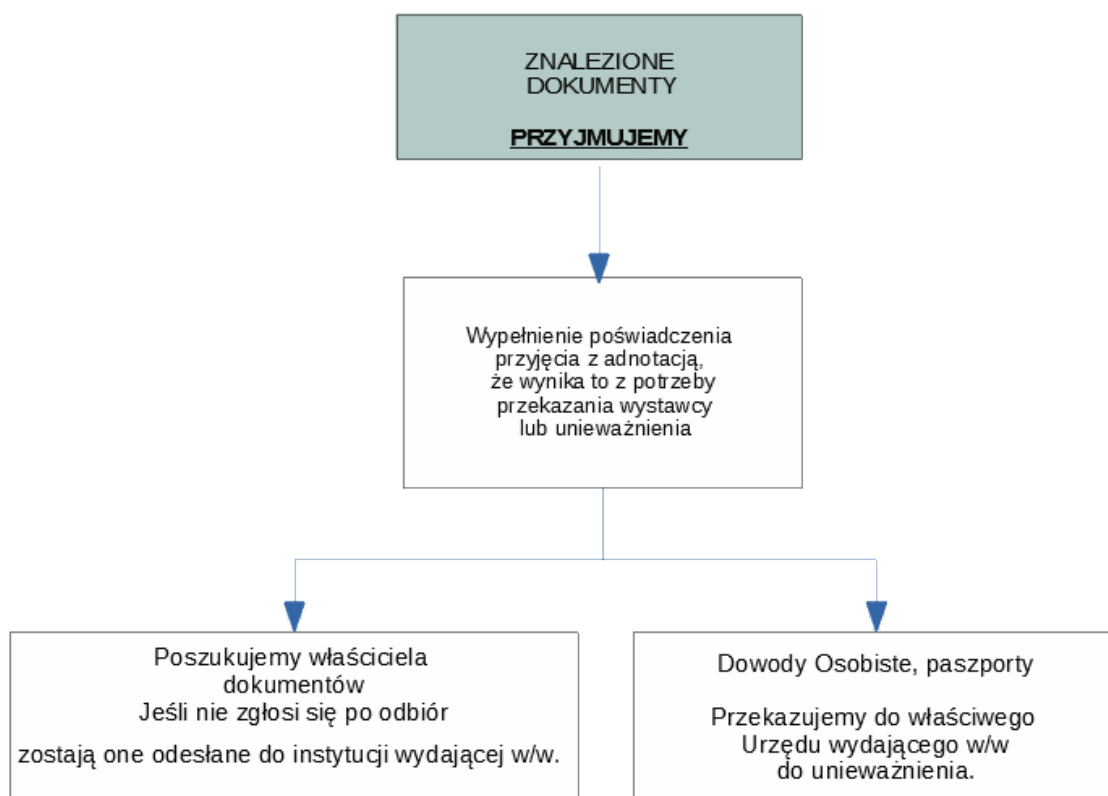 ZNALEZIONE
DOKUMENTY
PRZYJMUJEMY
Wypełnienie poświadczenia
przyjęcia z adnotacją,
że wynika to z potrzeby
przekazania wystawcy
lub unieważnienia
Poszukujemy właściciela
dokumentów
Jeśli nie zgłosi się po odbiór
zostają one odesłane do instytucji wydającej w/w.
Dowody Osobiste, paszporty
Przekazujemy do właściwego
Urzędu wydającego w/w
do unieważnienia.